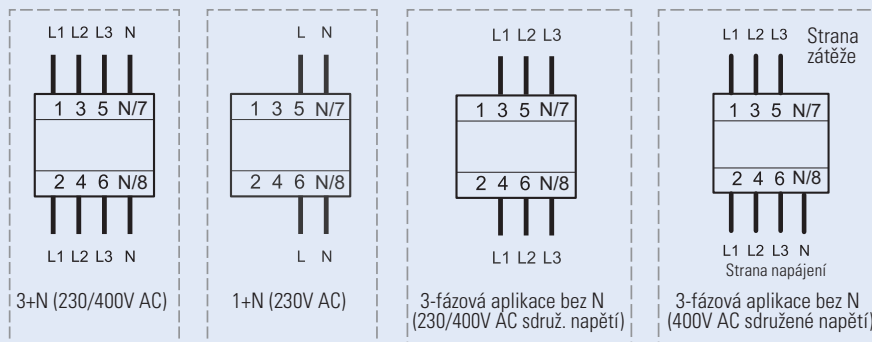 L1 L2 L3 N
1 3 5 N/7
2 4 6 N/8
L1 L2 L3 N
3+N (230/400V AC)
L N
1 3 5 N/7
2 4 6 N/8
L N
1+N (230V AC)
L1 L2 L3
1 3 5 N/7
2 4 6 N/8
L1 L2 L3
3-fázová aplikace bez N
(230/400V AC sdruž. napětí)
L1 L2 L3
Strana
zátěže
1 3 5 N/7
2 4 6 N/8
L1 L2 L3 N
Strana napájení
3-fázová aplikace bez N
(400V AC sdružené napětí)